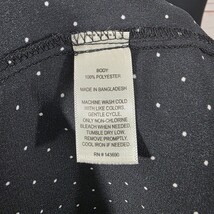 BODY
100% POLYESTER
MADE IN BANGLADESH
MACHINE WASH COLD
WITH LIKE COLORS.
GENTLE CYCLE.
ONLY NON-CHLORINE
BLEACH WHEN NEEDED.
TUMBLE DRY LOW.
REMOVE PROMPTLY.
COOL IRON IF NEEDED.
RN # 143680